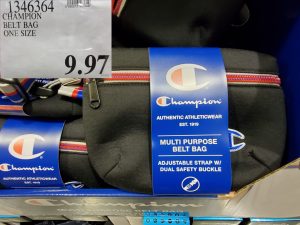 1346364
CHAMPION
BELT BAG
ONE SIZE
9.97
Champion
AUTHENTIC ATHLETICWEAR
EST. 1919
MULTI PURPOSE
BELT BAG
ADJUSTABLE STRAP W/
DUAL SAFETY BUCKLE
Champion
AUTHENTIC ATHLETICWEAR